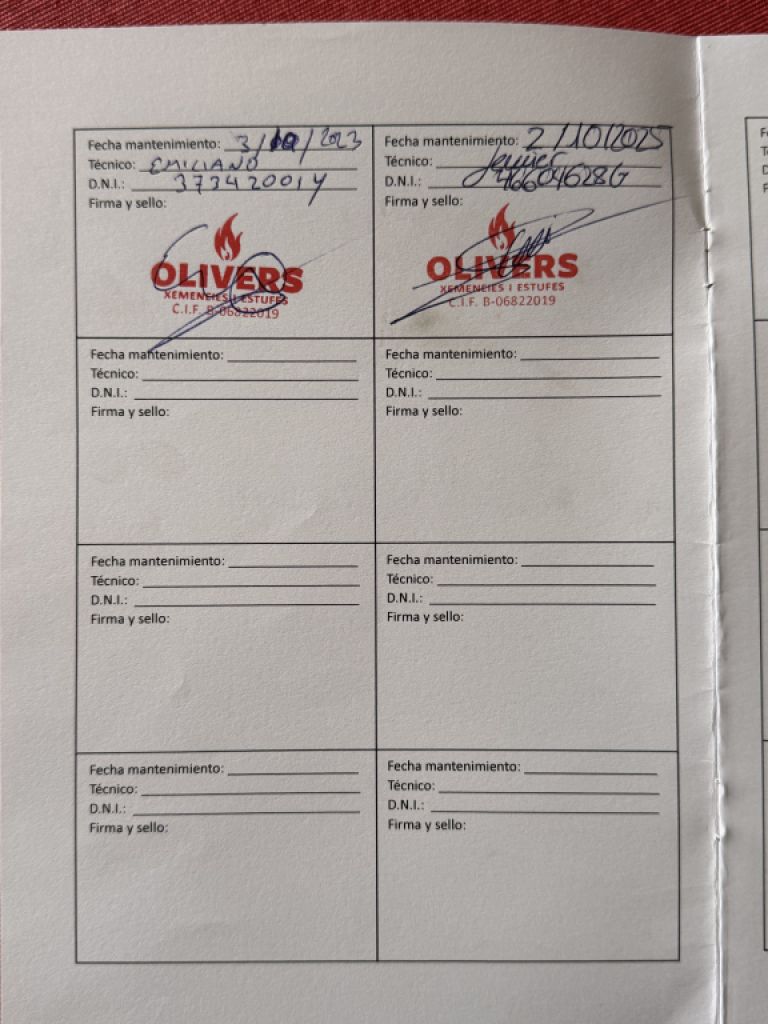 Fecha mantenimiento: 3/10/2023
Técnico: EMILIANO
D.N.I.: 37342001Y
Firma y sello:
OLIVERS
XEMENEIES I ESTUFES
C.I.F. B-06822019
Fecha mantenimiento: 2/10/2025
Técnico: Javier
D.N.I.: 46604628G
Firma y sello:
OLIVERS
XEMENEIES I ESTUFES
C.I.F. B-06822019
Fecha mantenimiento:
Técnico:
D.N.I.:
Firma y sello:
Fecha mantenimiento:
Técnico:
D.N.I.:
Firma y sello:
Fecha mantenimiento:
Técnico:
D.N.I.:
Firma y sello:
Fecha mantenimiento:
Técnico:
D.N.I.:
Firma y sello:
Fecha mantenimiento:
Técnico:
D.N.I.:
Firma y sello:
Fecha mantenimiento:
Técnico:
D.N.I.:
Firma y sello: